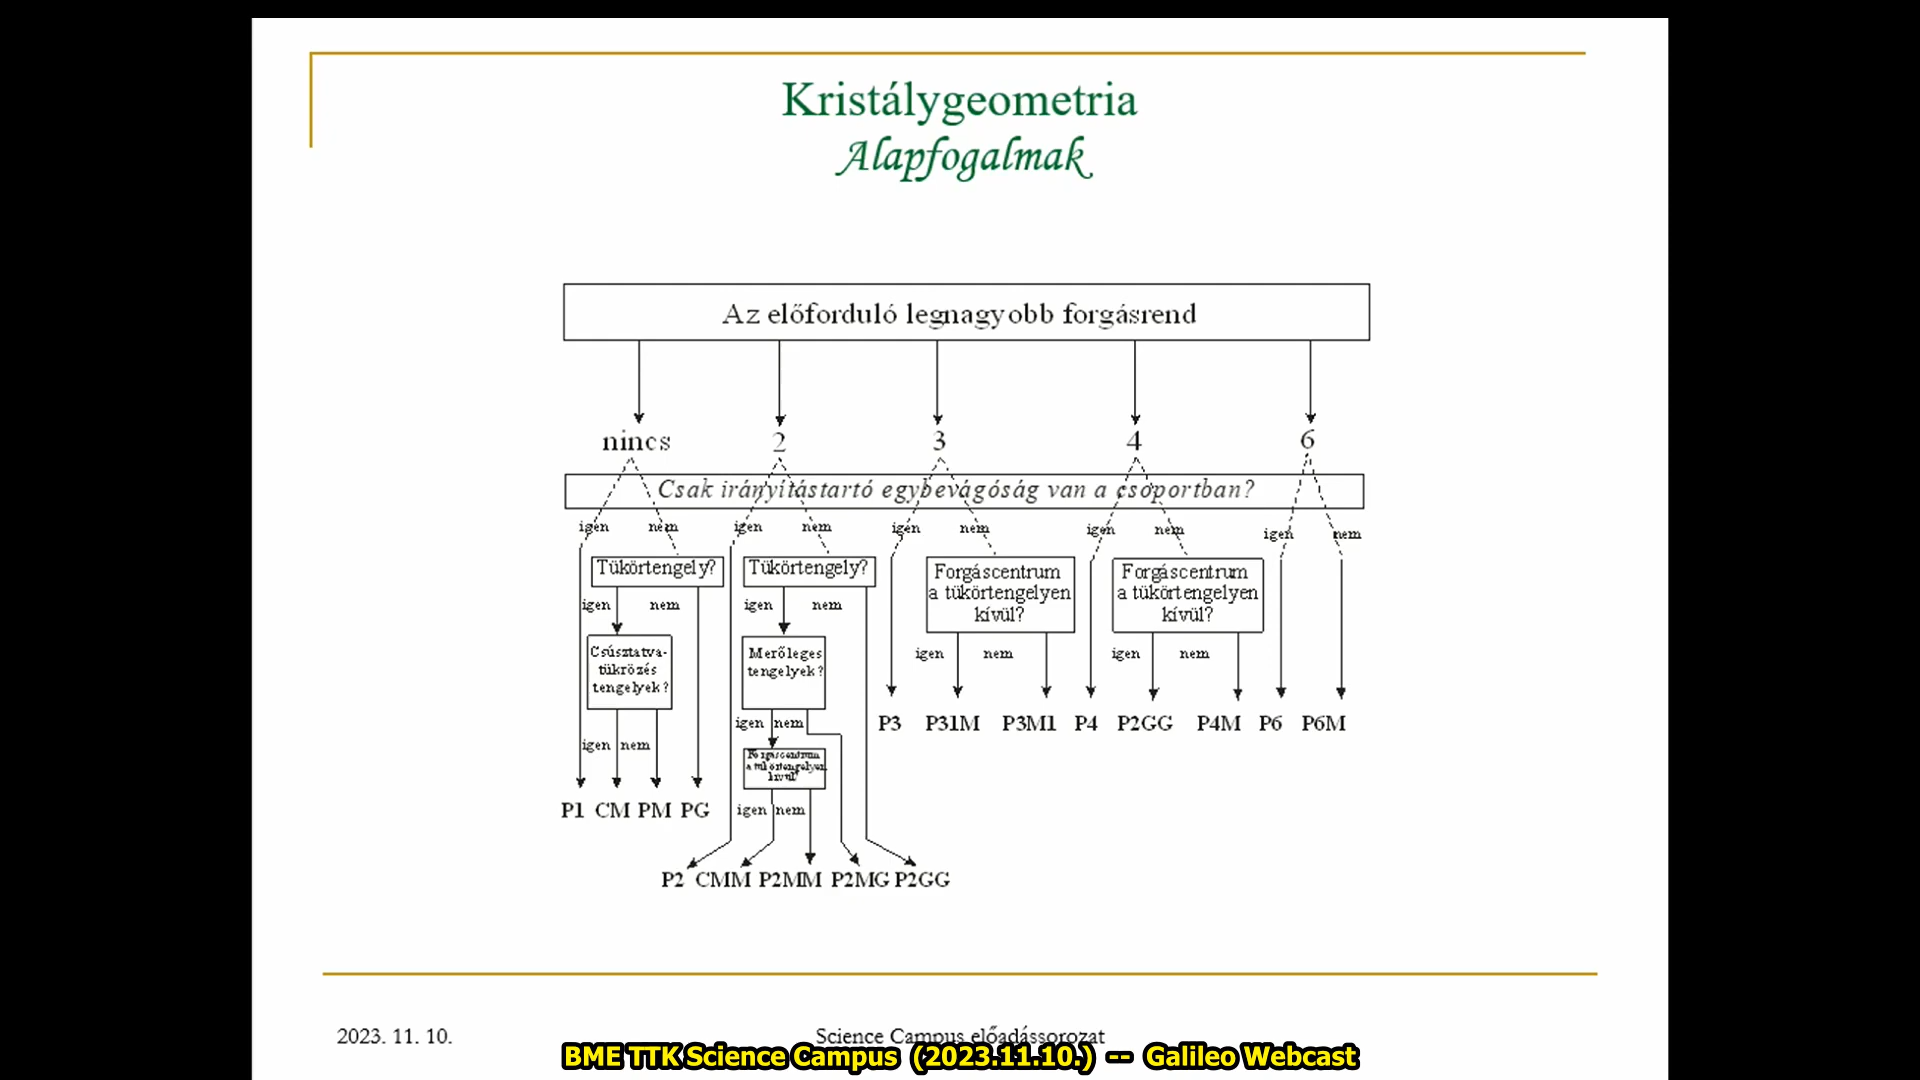 Kristálygeometria
Alapfogalmak
Az előforduló legnagyobb forgásrend
nincs 2 3 4 6
Csak irányítástartó egybevágóság van a csoportban?
igen nem igen nem igen nem igen nem igen nem
Tükörtengely? Tükörtengely?
Forgáscentrum
a tükörtengelyen
kívül?
Forgáscentrum
a tükörtengelyen
kívül?
igen nem igen nem
Csúsztatva-
tükrözés
tengelyek?
Merőleges
tengelyek?
igen nem igen nem
igen nem
P3 P31M P3M1 P4 P2GG P4M P6 P6M
igen nem
Forgáscentrum
a tükörtengelyen
kívül?
P1 CM PM PG
igen nem
P2 CMM P2MM P2MG P2GG
2023. 11. 10.
Science Campus előadássorozat
BME TTK Science Campus (2023.11.10.) -- Galileo Webcast